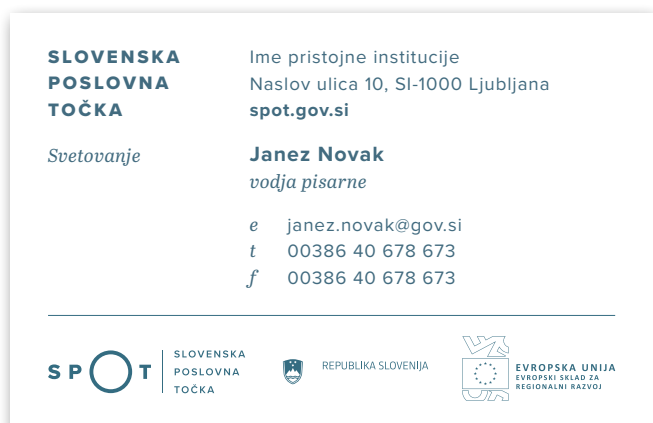 SLOVENSKA
POSLOVNA
TOČKA
Ime pristojne institucije
Naslov ulica 10, SI-1000 Ljubljana
spot.gov.si
Svetovanje
Janez Novak
vodja pisarne
e janez.novak@gov.si
t 00386 40 678 673
f 00386 40 678 673
SPOT
SLOVENSKA
POSLOVNA
TOČKA
REPUBLIKA SLOVENIJA
EVROPSKA UNIJA
EVROPSKI SKLAD ZA
REGIONALNI RAZVOJ